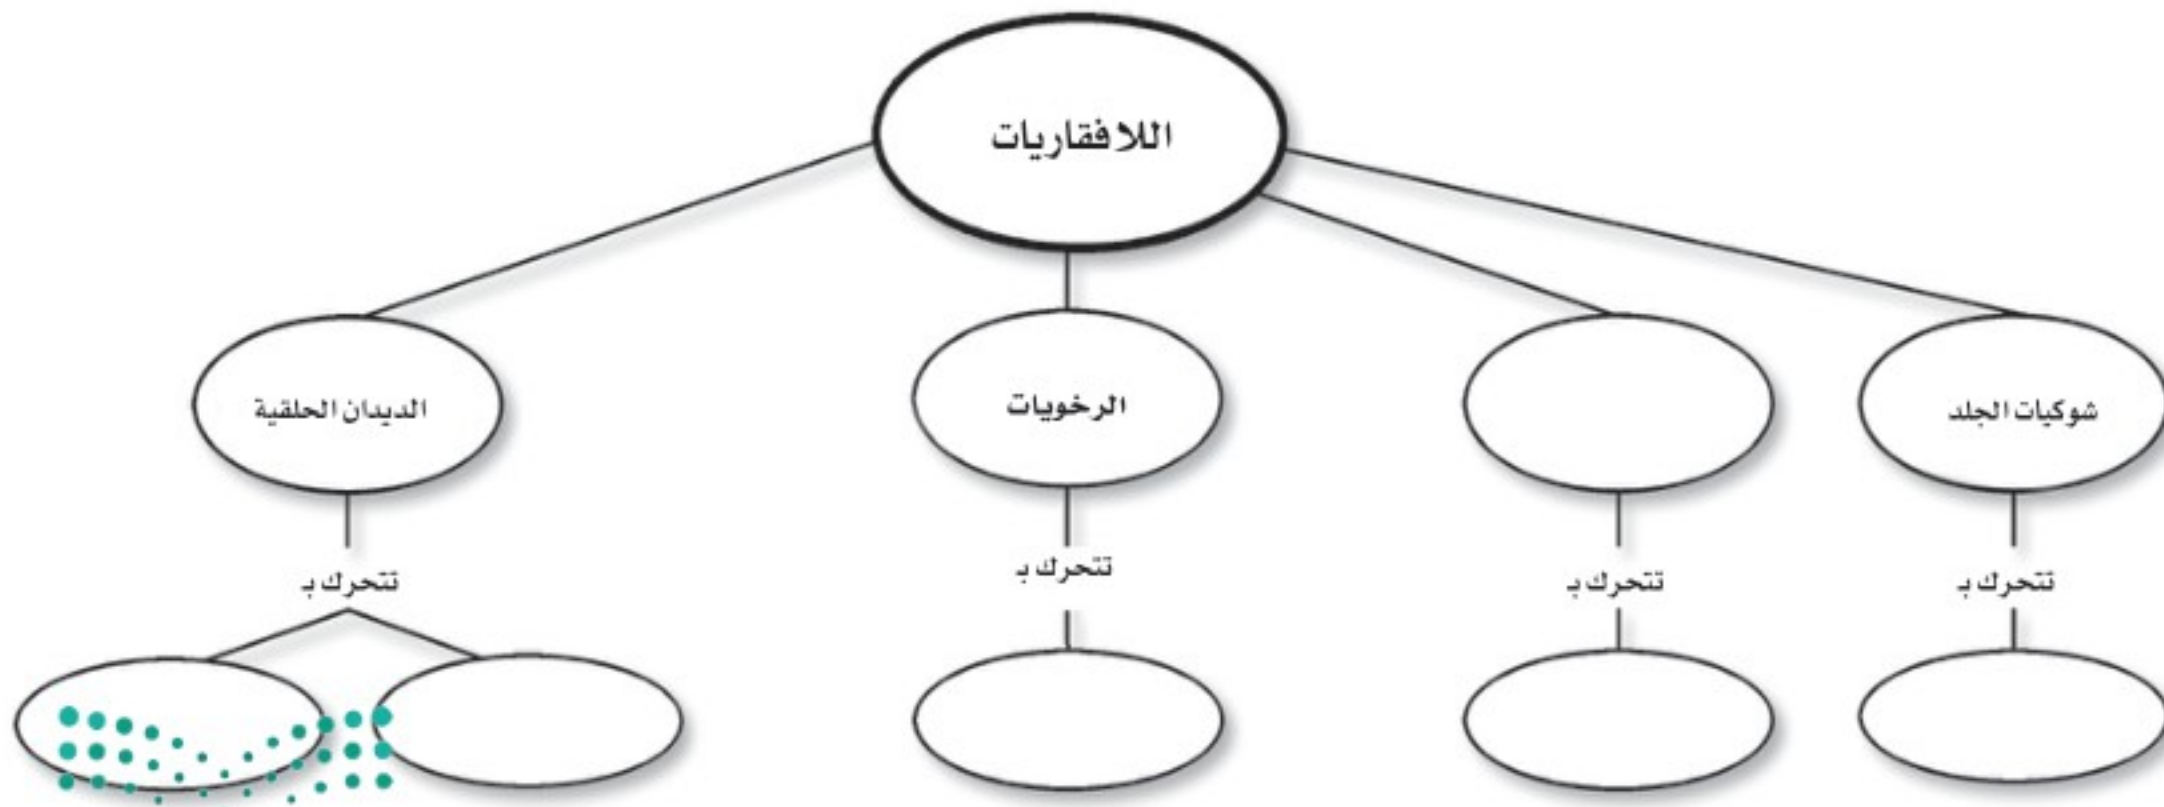 اللافقاريات
شوكيات الجلد
الرخويات
الديدان الحلقية
تتحرك بـ
تتحرك بـ
تتحرك بـ
تتحرك بـ